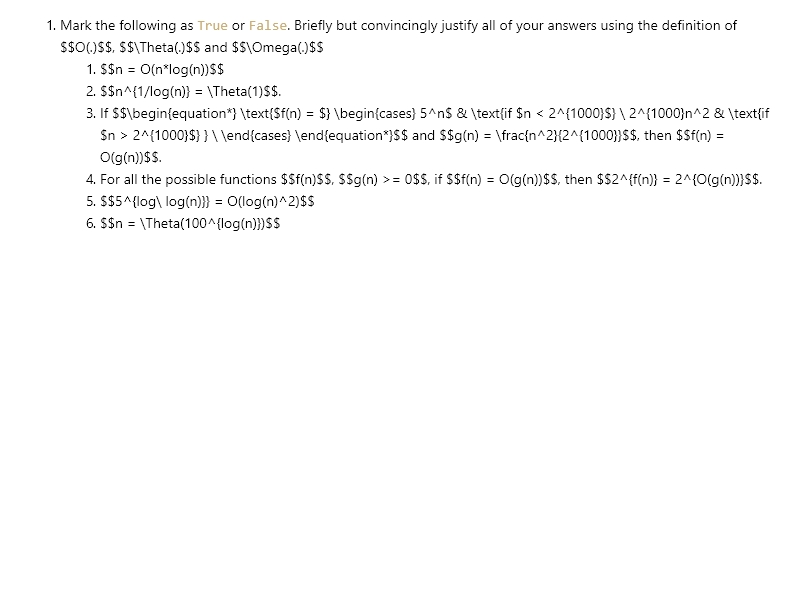 1. Mark the following as True or False. Briefly but convincingly justify all of your answers using the definition of
$$O(.)$$, $$\Theta(.)$$ and $$\Omega(.)$$
1. $$n = O(n*log(n))$$
2. $$n^{1/log(n)} = \Theta(1)$$.
3. If $$\begin{equation*} \text{$f(n) = $} \begin{cases} 5^n$ & \text{if $n < 2^{1000}$} \ 2^{1000}n^2 & \text{if
$n > 2^{1000}$} } \ \end{cases} \end{equation*}$$ and $$g(n) = \frac{n^2}{2^{1000}}$$, then $$f(n) =
O(g(n))$$.
4. For all the possible functions $$f(n)$$, $$g(n) >= 0$$, if $$f(n) = O(g(n))$$, then $$2^{f(n)} = 2^{O(g(n))}$$.
5. $$5^{log\ log(n)}} = O(log(n)^2)$$
6. $$n = \Theta(100^{log(n)})$$